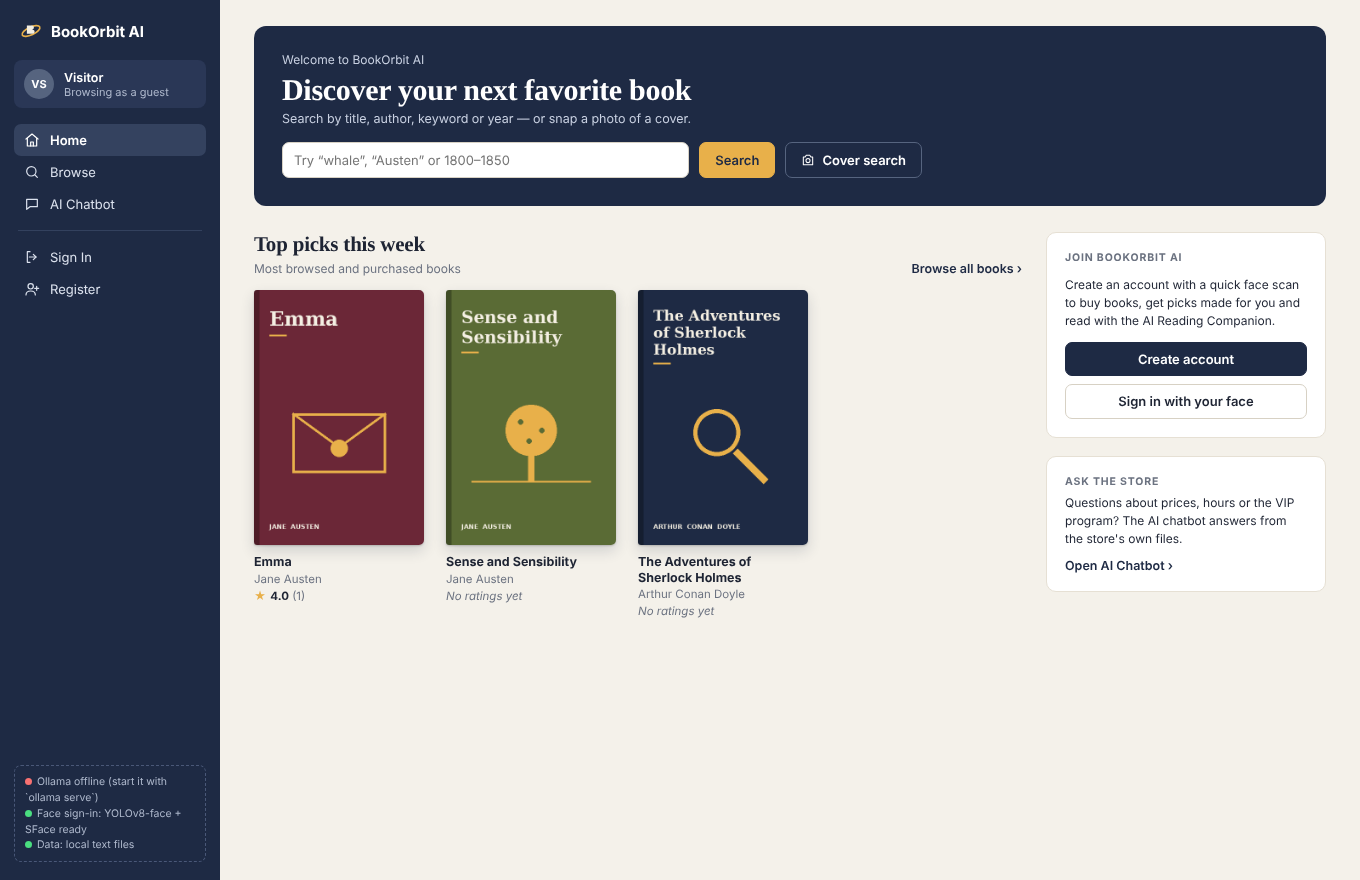 BookOrbit AI
VS
Visitor
Browsing as a guest
Home
Browse
AI Chatbot
Sign In
Register
Ollama offline (start it with
`ollama serve`)
Face sign-in: YOLOv8-face +
SFace ready
Data: local text files
Welcome to BookOrbit AI
Discover your next favorite book
Search by title, author, keyword or year — or snap a photo of a cover.
Try “whale”, “Austen” or 1800–1850
Search
Cover search
Top picks this week
Most browsed and purchased books
Browse all books ›
Emma
JANE AUSTEN
Emma
Jane Austen
★ 4.0 (1)
Sense and
Sensibility
JANE AUSTEN
Sense and Sensibility
Jane Austen
No ratings yet
The Adventures
of Sherlock
Holmes
ARTHUR CONAN DOYLE
The Adventures of
Sherlock Holmes
Arthur Conan Doyle
No ratings yet
JOIN BOOKORBIT AI
Create an account with a quick face scan
to buy books, get picks made for you and
read with the AI Reading Companion.
Create account
Sign in with your face
ASK THE STORE
Questions about prices, hours or the VIP
program? The AI chatbot answers from
the store's own files.
Open AI Chatbot ›